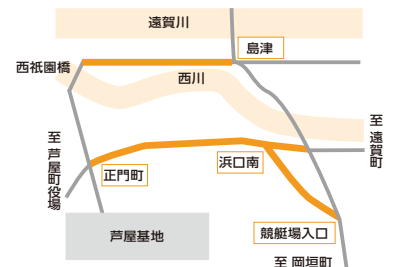 遠賀川
島津
西祇園橋
西川
至 遠賀町
至 芦屋町役場
浜口南
正門町
競艇場入口
芦屋基地
至 岡垣町